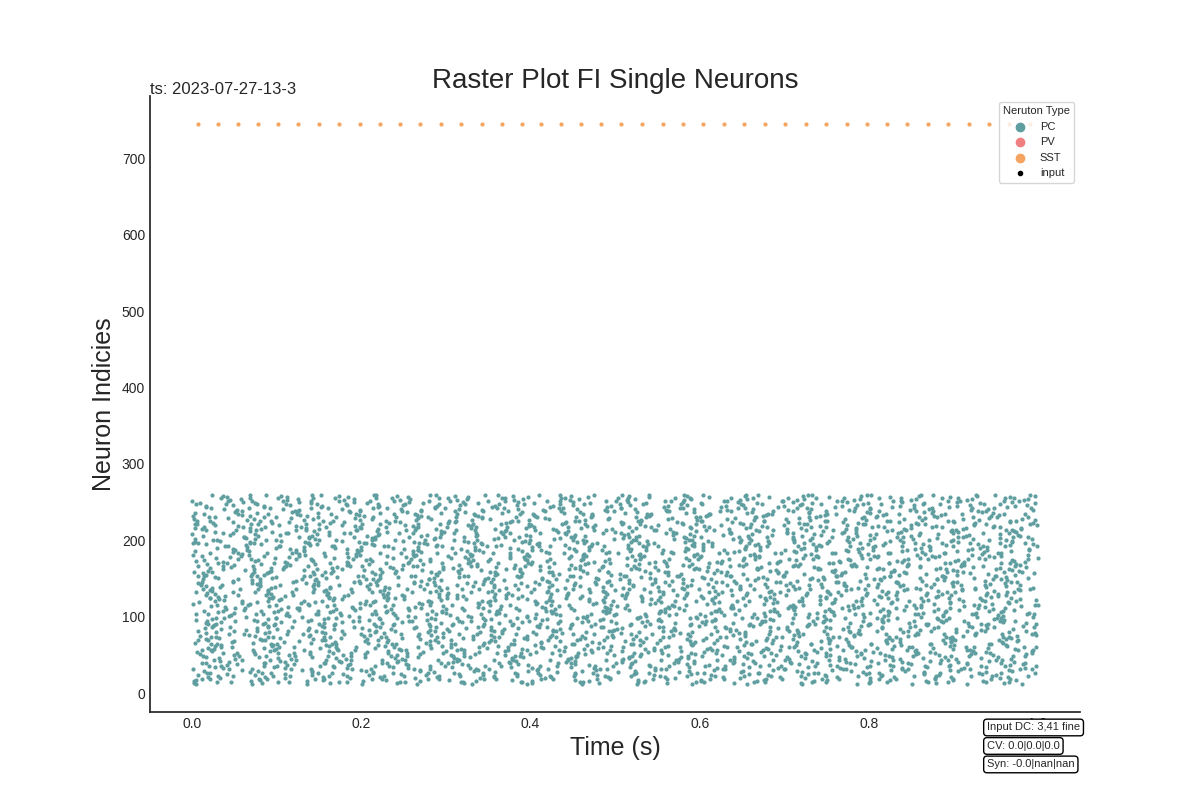 Raster Plot FI Single Neurons
ts: 2023-07-27-13-3
Neruton Type
PC
PV
SST
input
700
600
500
400
300
200
100
0
Neuron Indicies
0.0 0.2 0.4 0.6 0.8
Time (s)
Input DC: 3,41 fine
CV: 0.0|0.0|0.0
Syn: -0.0|nan|nan